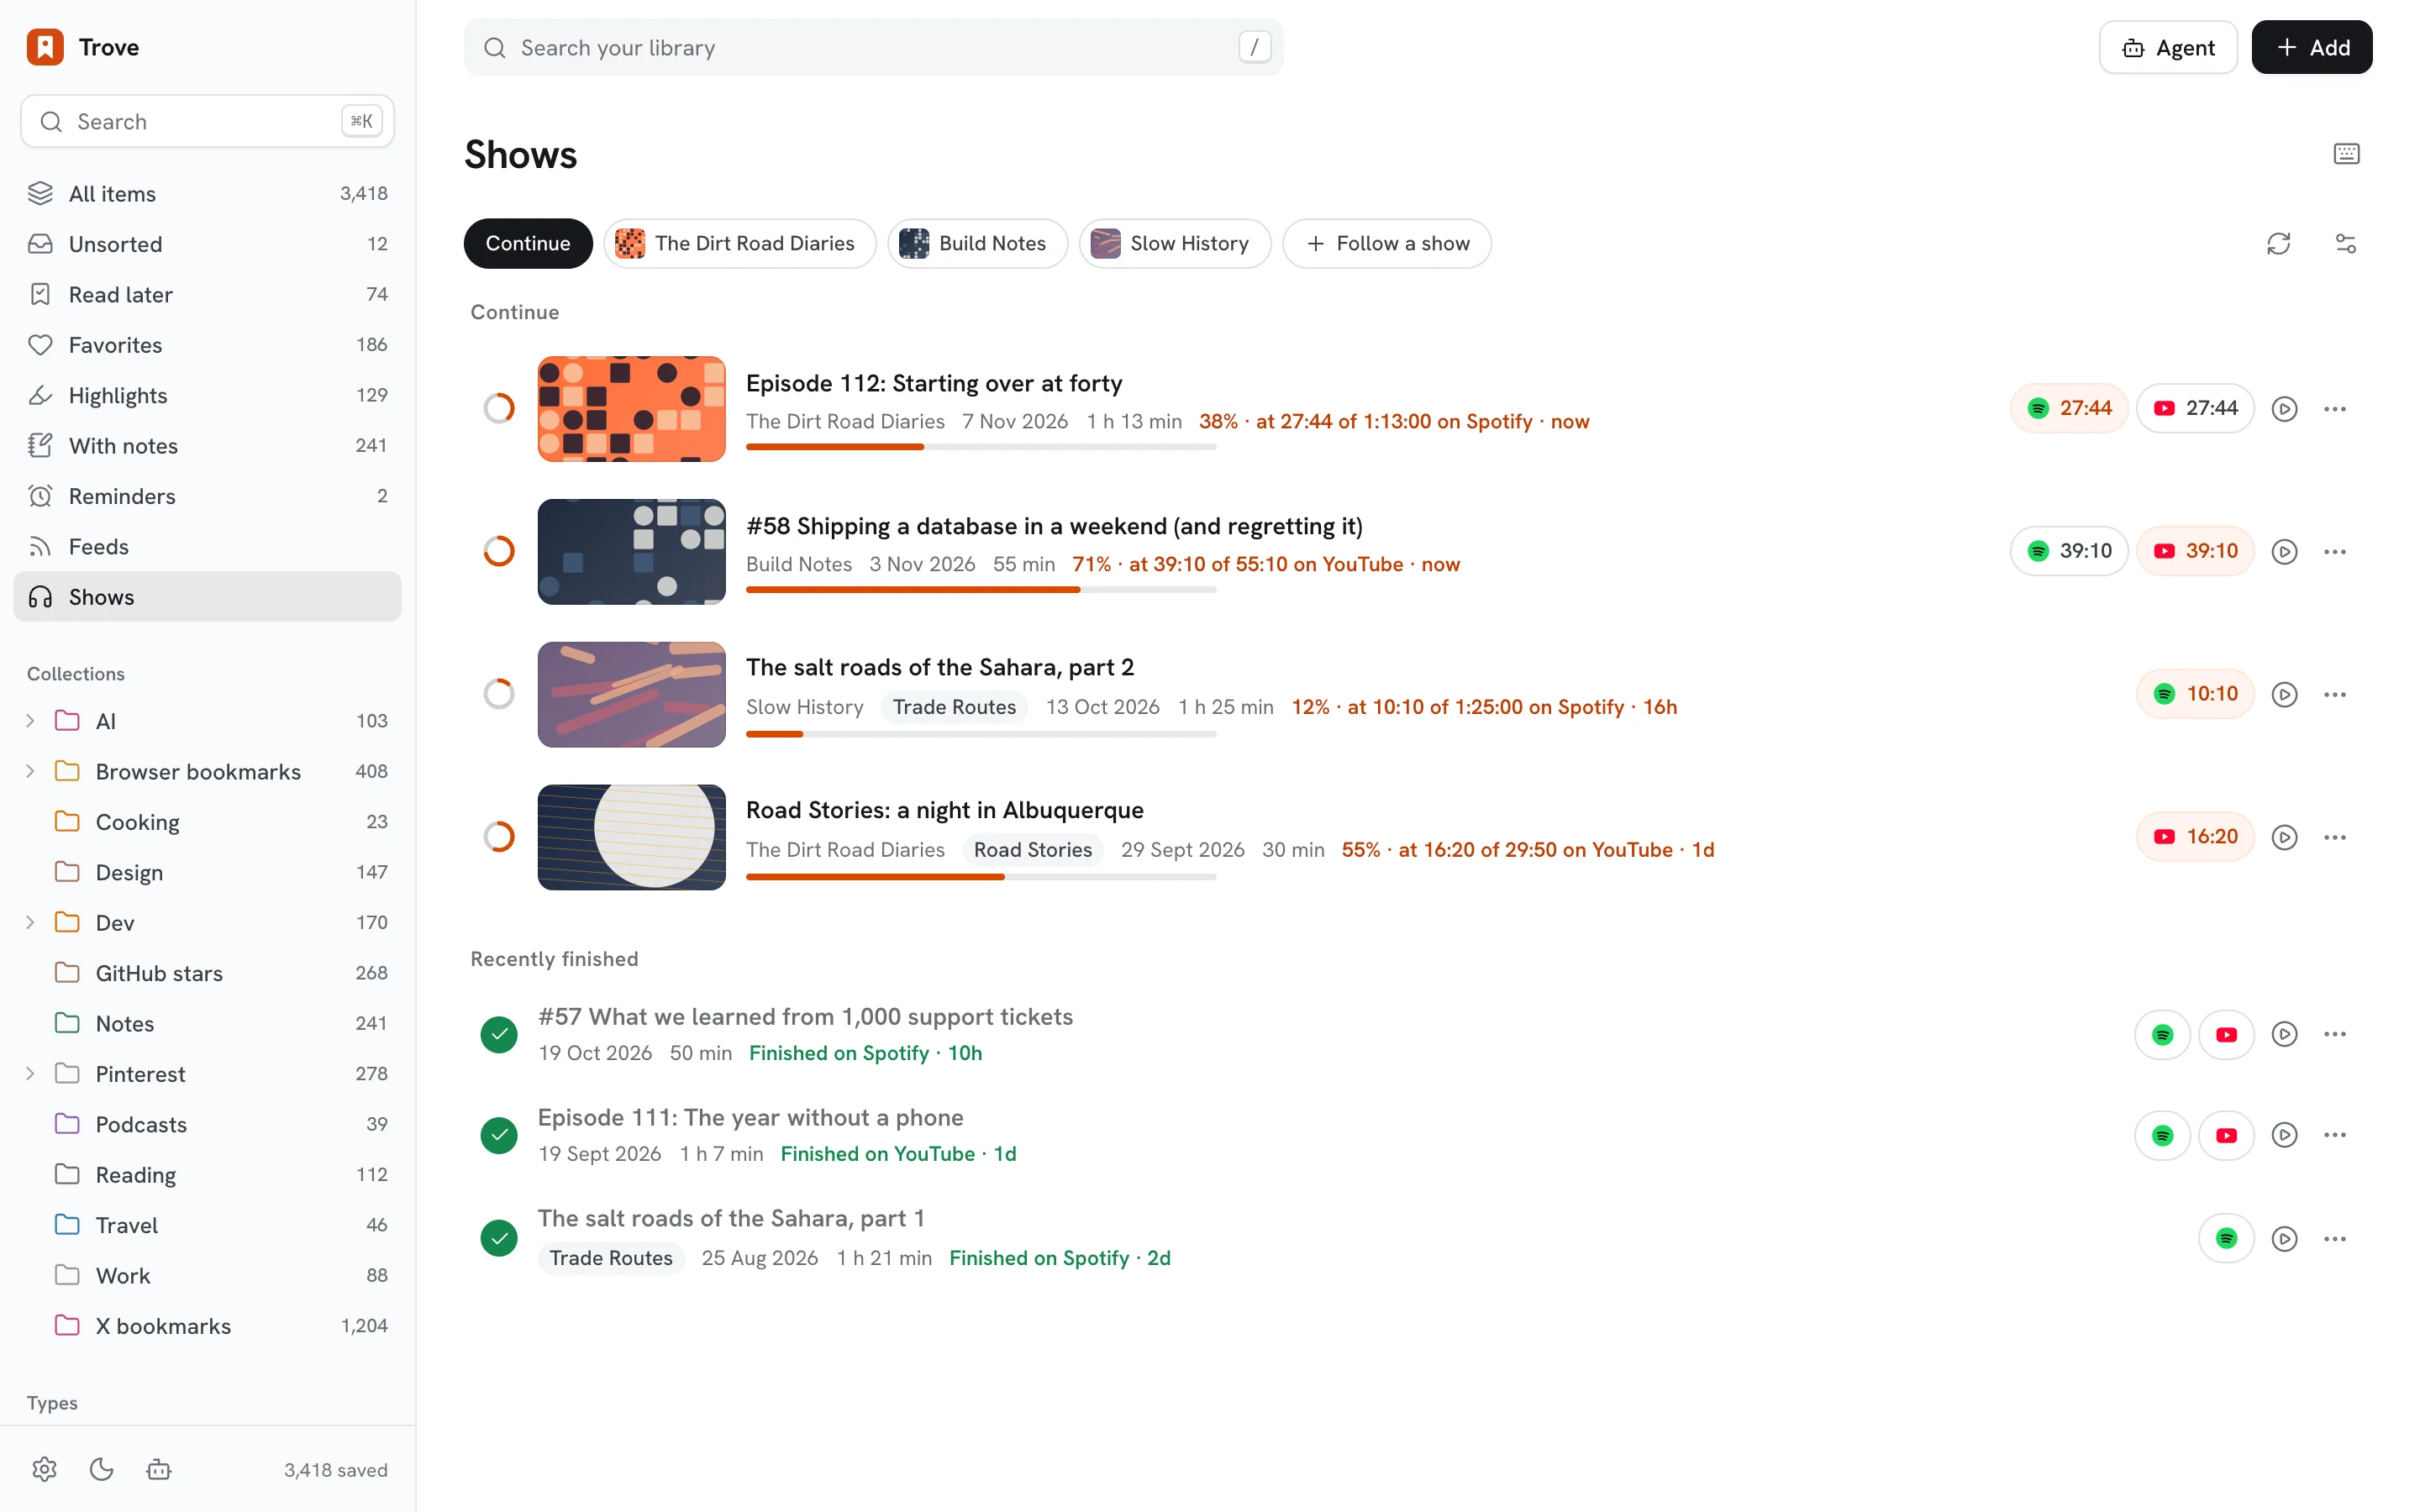 Trove
Search
⌘K
All items 3,418
Unsorted 12
Read later 74
Favorites 186
Highlights 129
With notes 241
Reminders 2
Feeds
Shows
Collections
AI 103
Browser bookmarks 408
Cooking 23
Design 147
Dev 170
GitHub stars 268
Notes 241
Pinterest 278
Podcasts 39
Reading 112
Travel 46
Work 88
X bookmarks 1,204
Types
3,418 saved
Search your library
/
Agent
Add
Shows
Continue
The Dirt Road Diaries
Build Notes
Slow History
Follow a show
Continue
Episode 112: Starting over at forty
The Dirt Road Diaries 7 Nov 2026 1 h 13 min 38% · at 27:44 of 1:13:00 on Spotify · now
27:44 27:44
#58 Shipping a database in a weekend (and regretting it)
Build Notes 3 Nov 2026 55 min 71% · at 39:10 of 55:10 on YouTube · now
39:10 39:10
The salt roads of the Sahara, part 2
Slow History Trade Routes 13 Oct 2026 1 h 25 min 12% · at 10:10 of 1:25:00 on Spotify · 16h
10:10
Road Stories: a night in Albuquerque
The Dirt Road Diaries Road Stories 29 Sept 2026 30 min 55% · at 16:20 of 29:50 on YouTube · 1d
16:20
Recently finished
#57 What we learned from 1,000 support tickets
19 Oct 2026 50 min Finished on Spotify · 10h
Episode 111: The year without a phone
19 Sept 2026 1 h 7 min Finished on YouTube · 1d
The salt roads of the Sahara, part 1
Trade Routes 25 Aug 2026 1 h 21 min Finished on Spotify · 2d